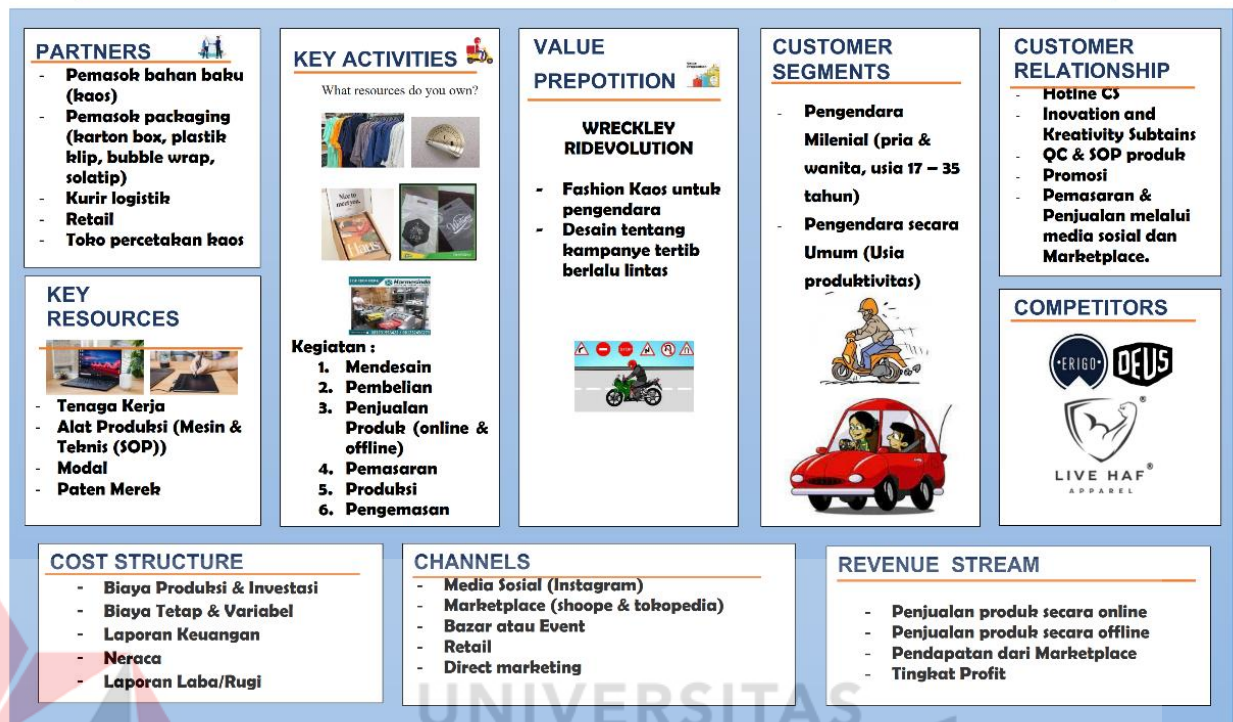 PARTNERS
- Pemasok bahan baku
(kaos)
- Pemasok packaging
(karton box, plastik
klip, bubble wrap,
solatip)
- Kurir logistik
- Retail
- Toko percetakan kaos
KEY
RESOURCES
- Tenaga Kerja
- Alat Produksi (Mesin &
Teknis (SOP))
- Modal
- Paten Merek
KEY ACTIVITIES
What resources do you own?
Nice to
meet you.
Kegiatan :
1. Mendesain
2. Pembelian
3. Penjualan
Produk (online &
offline)
4. Pemasaran
5. Produksi
6. Pengemasan
VALUE
PREPOTITION
WRECKLEY
RIDEVOLUTION
- Fashion Kaos untuk
pengendara
- Desain tentang
kampanye tertib
berlalu lintas
CUSTOMER
SEGMENTS
- Pengendara
Milenial (pria &
wanita, usia 17 – 35
tahun)
- Pengendara secara
Umum (Usia
produktivitas)
CUSTOMER
RELATIONSHIP
- Hotline CS
- Inovation and
Kreativity Subtains
- QC & SOP produk
- Promosi
- Pemasaran &
Penjualan melalui
media sosial dan
Marketplace.
COMPETITORS
•ERIGO•
DEUS
®
LIVE HAF®
APPAREL
COST STRUCTURE
- Biaya Produksi & Investasi
- Biaya Tetap & Variabel
- Laporan Keuangan
- Neraca
- Laporan Laba/Rugi
CHANNELS
- Media Sosial (Instagram)
- Marketplace (shoope & tokopedia)
- Bazar atau Event
- Retail
- Direct marketing
REVENUE STREAM
- Penjualan produk secara online
- Penjualan produk secara offline
- Pendapatan dari Marketplace
- Tingkat Profit
UNIVERSITAS